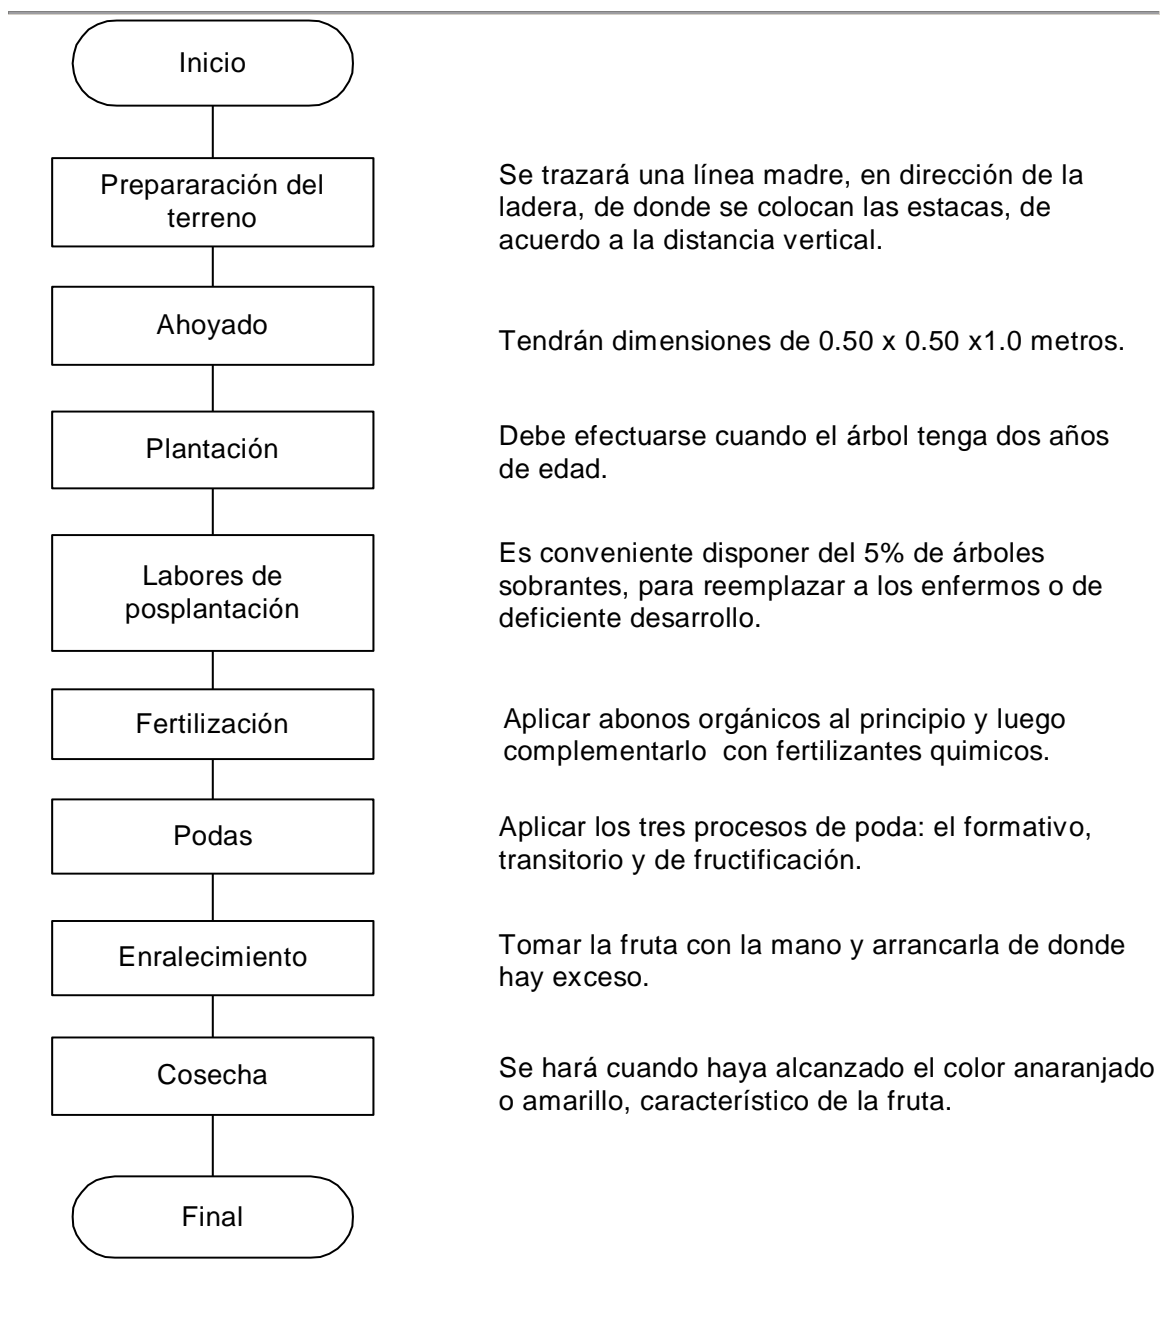 Inicio
Prepararación del
terreno
Se trazará una línea madre, en dirección de la
ladera, de donde se colocan las estacas, de
acuerdo a la distancia vertical.
Ahoyado
Tendrán dimensiones de 0.50 x 0.50 x1.0 metros.
Plantación
Debe efectuarse cuando el árbol tenga dos años
de edad.
Labores de
posplantación
Es conveniente disponer del 5% de árboles
sobrantes, para reemplazar a los enfermos o de
deficiente desarrollo.
Fertilización
Aplicar abonos orgánicos al principio y luego
complementarlo  con fertilizantes quimicos.
Podas
Aplicar los tres procesos de poda: el formativo,
transitorio y de fructificación.
Enralecimiento
Tomar la fruta con la mano y arrancarla de donde
hay exceso.
Cosecha
Se hará cuando haya alcanzado el color anaranjado
o amarillo, característico de la fruta.
Final